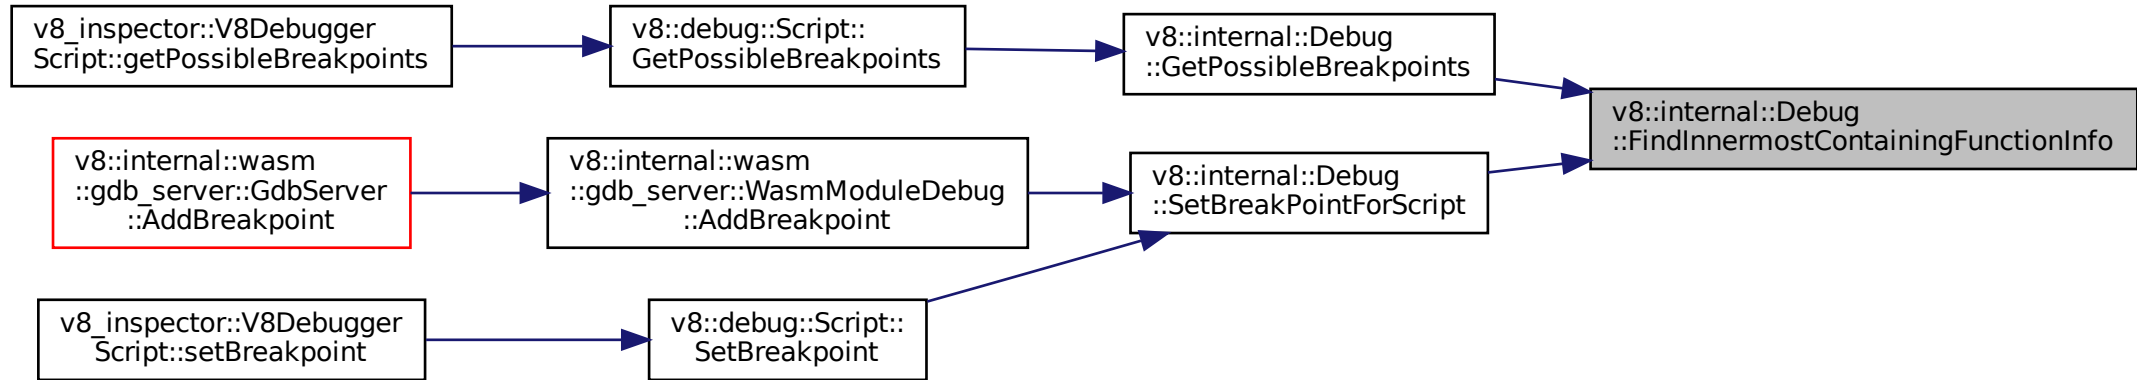 v8_inspector::V8Debugger
Script::getPossibleBreakpoints
v8::debug::Script::
GetPossibleBreakpoints
v8::internal::Debug
::GetPossibleBreakpoints
v8::internal::Debug
::FindInnermostContainingFunctionInfo
v8::internal::wasm
::gdb_server::GdbServer
::AddBreakpoint
v8::internal::wasm
::gdb_server::WasmModuleDebug
::AddBreakpoint
v8::internal::Debug
::SetBreakPointForScript
v8_inspector::V8Debugger
Script::setBreakpoint
v8::debug::Script::
SetBreakpoint